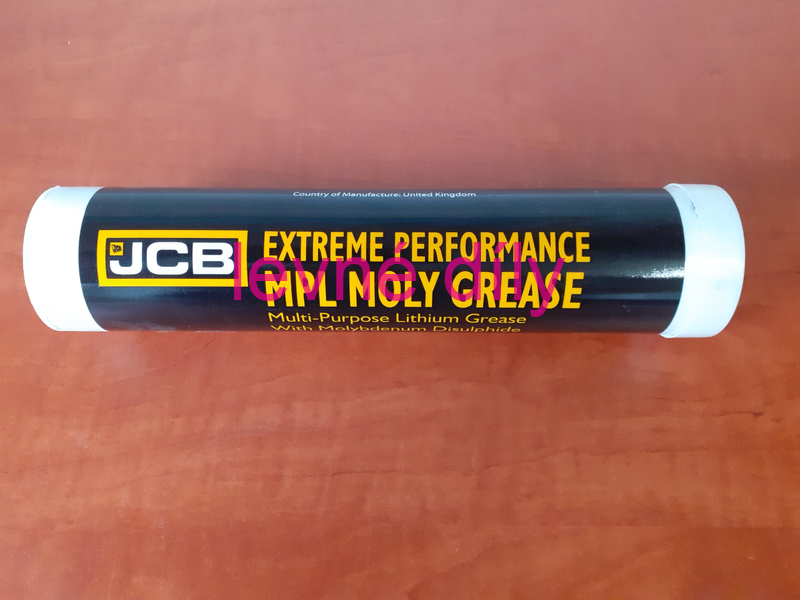 Country of Manufacture: United Kingdom
JCB
EXTREME PERFORMANCE
MPL MOLY GREASE
levné díly
Multi-Purpose Lithium Grease
With Molybdenum Disulphide